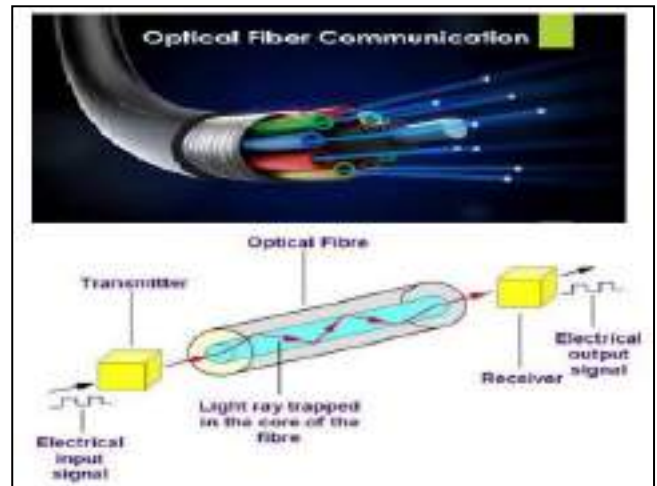 Optical Fiber Communication
Optical Fibre
Transmitter
Electrical
output
signal
Receiver
Light ray trapped
in the core of the
fibre
Electrical
input
signal